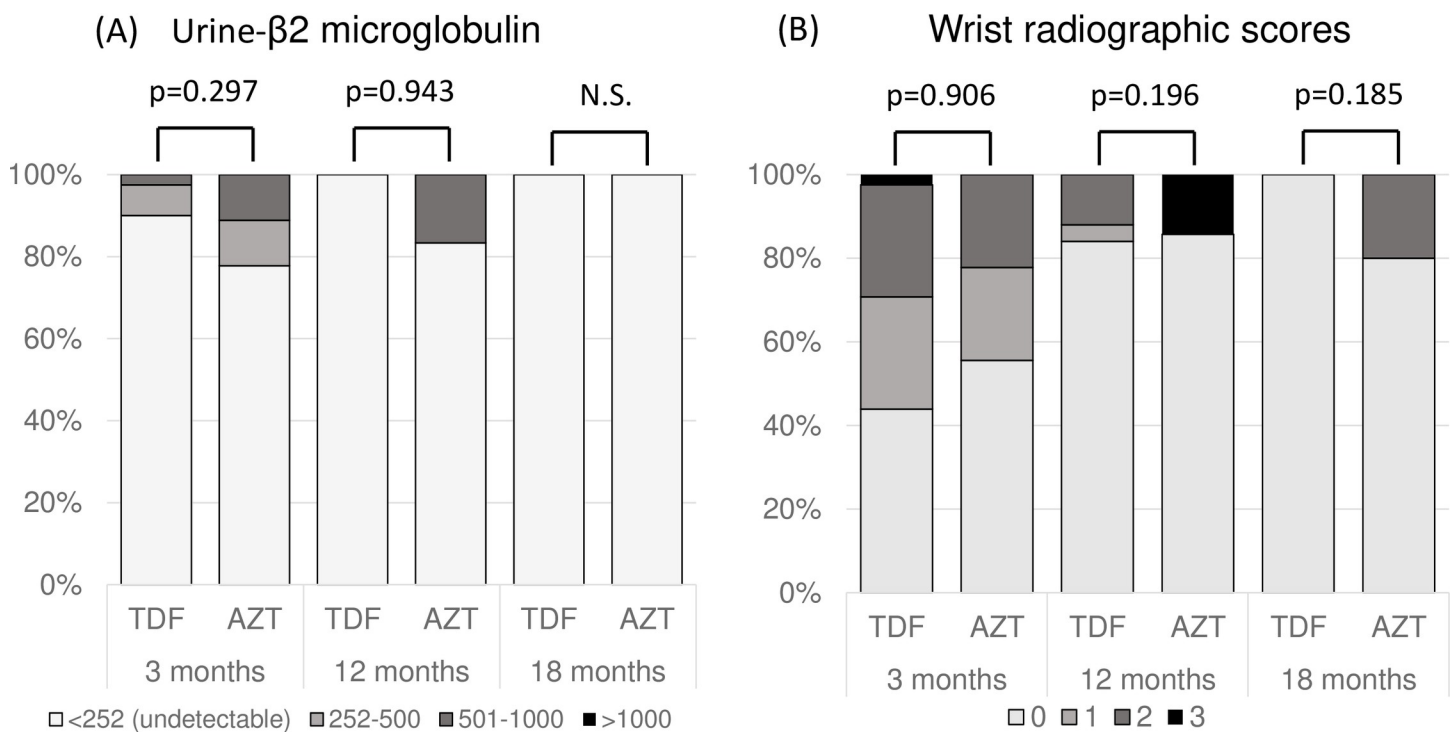 (A) Urine-β2 microglobulin
p=0.297 p=0.943 N.S.
100%
80%
60%
40%
20%
0%
TDF AZT TDF AZT TDF AZT
3 months 12 months 18 months
<252 (undetectable) 252-500 501-1000 >1000
(B) Wrist radiographic scores
p=0.906 p=0.196 p=0.185
100%
80%
60%
40%
20%
0%
TDF AZT TDF AZT TDF AZT
3 months 12 months 18 months
0 1 2 3